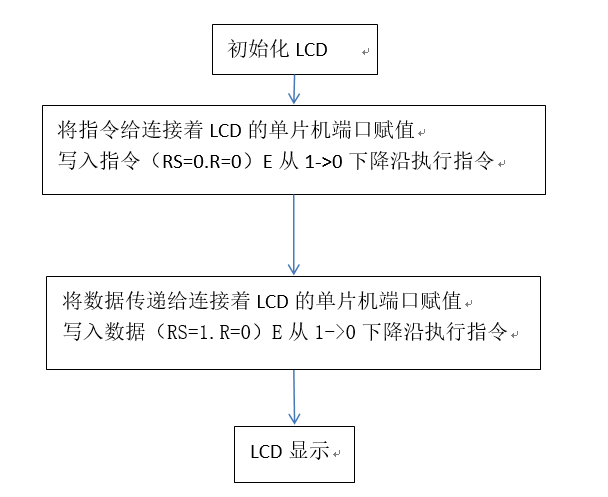 初始化 LCD
将指令给连接着 LCD 的单片机端口赋值
写入指令（RS=0.R=0）E 从 1->0 下降沿执行指令
将数据传递给连接着 LCD 的单片机端口赋值
写入数据（RS=1.R=0）E 从 1->0 下降沿执行指令
LCD 显示